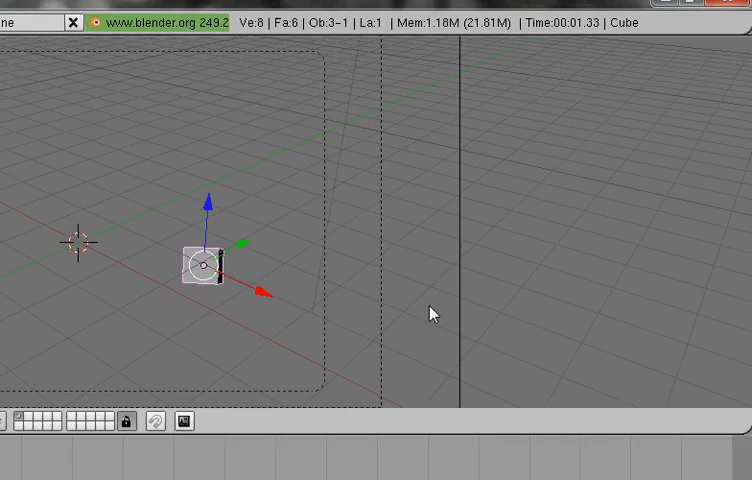 ne www.blender.org 249.2 Ve:8 | Fa:6 | Ob:3-1 | La:1 | Mem:1.18M (21.81M) | Time:00:01.33 | Cube